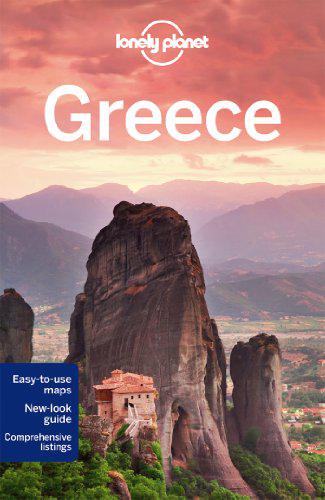 lonely planet
Greece
Easy-to-use
maps
New-look
guide
Comprehensive
listings